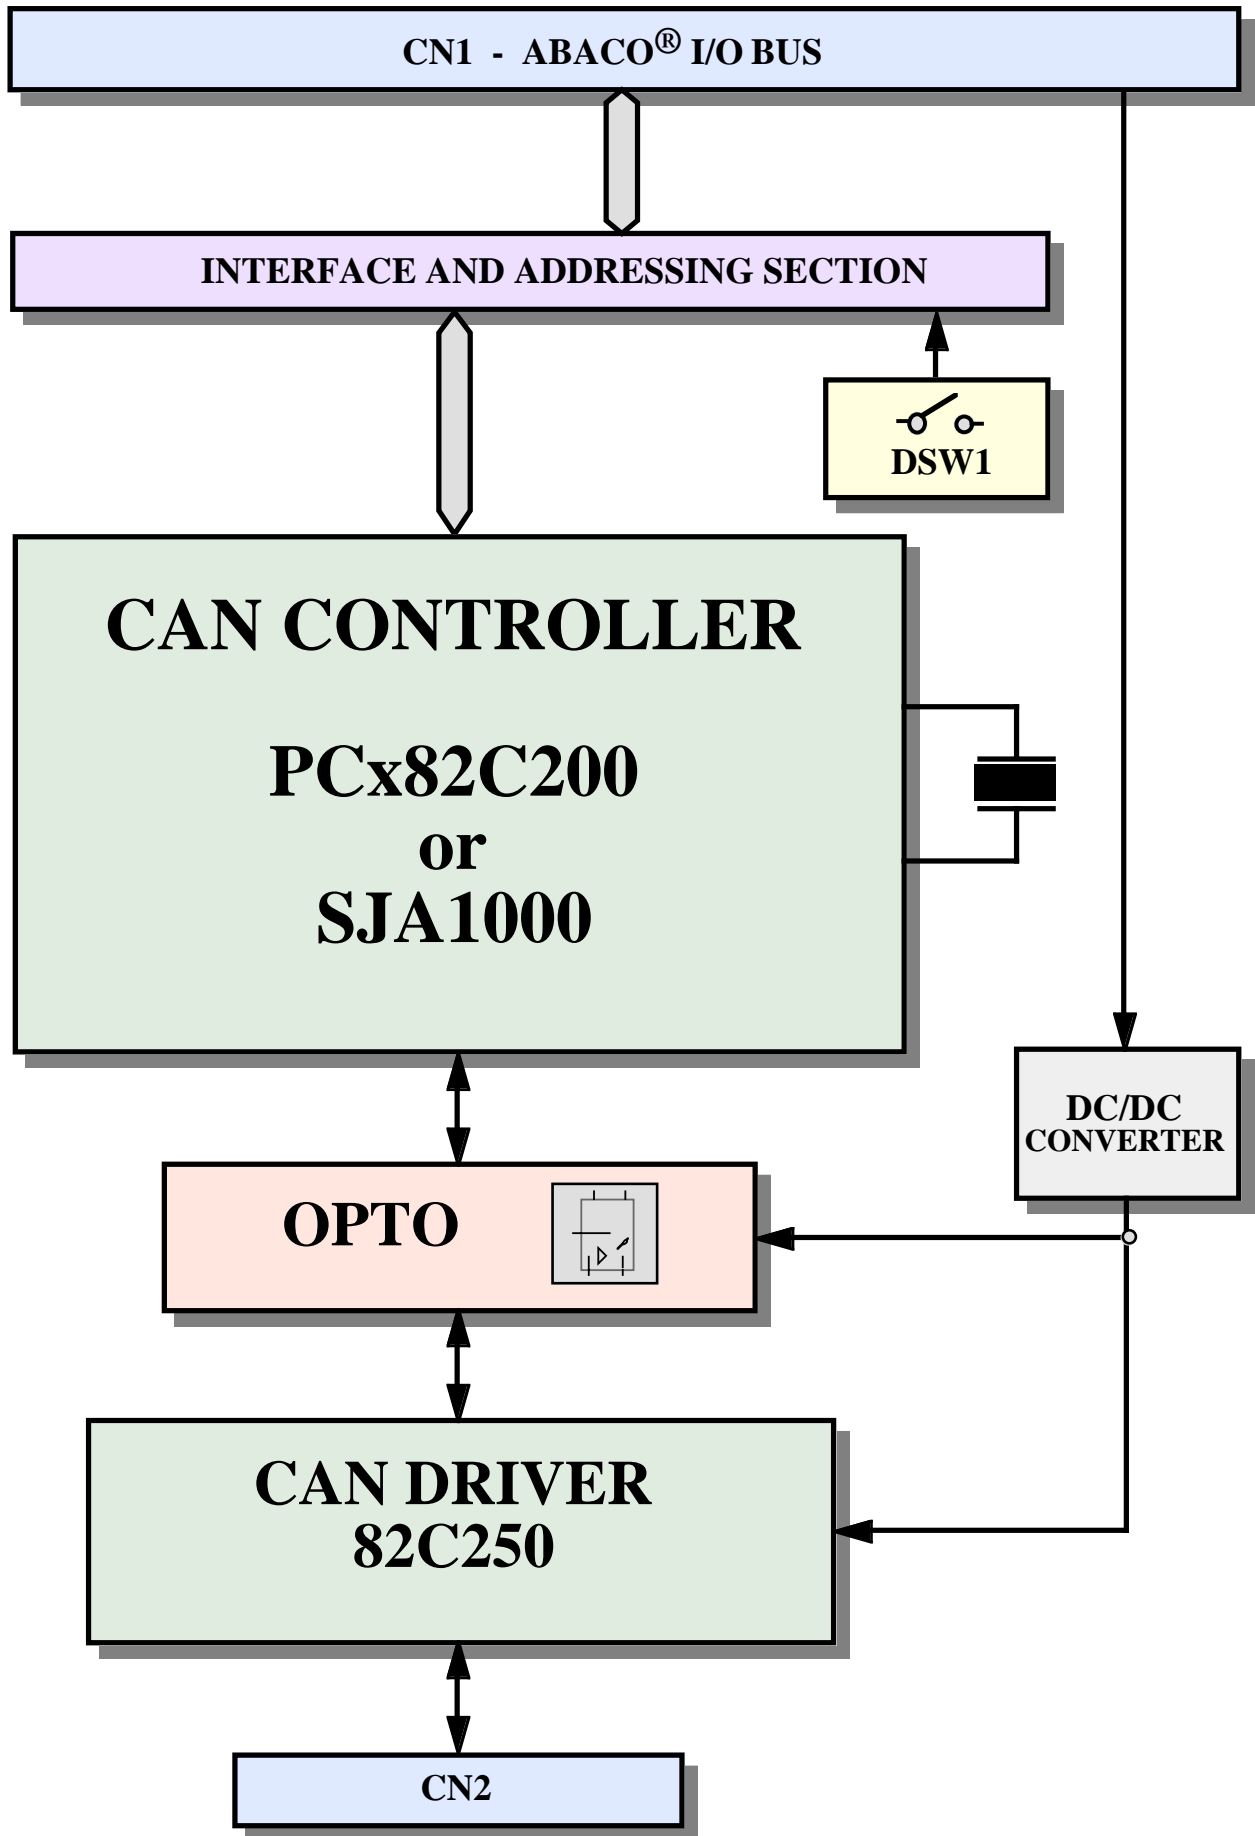 CN1 - ABACO® I/O BUS
INTERFACE AND ADDRESSING SECTION
DSW1
CAN CONTROLLER
PCx82C200
or
SJA1000
DC/DC
CONVERTER
OPTO
CAN DRIVER
82C250
CN2